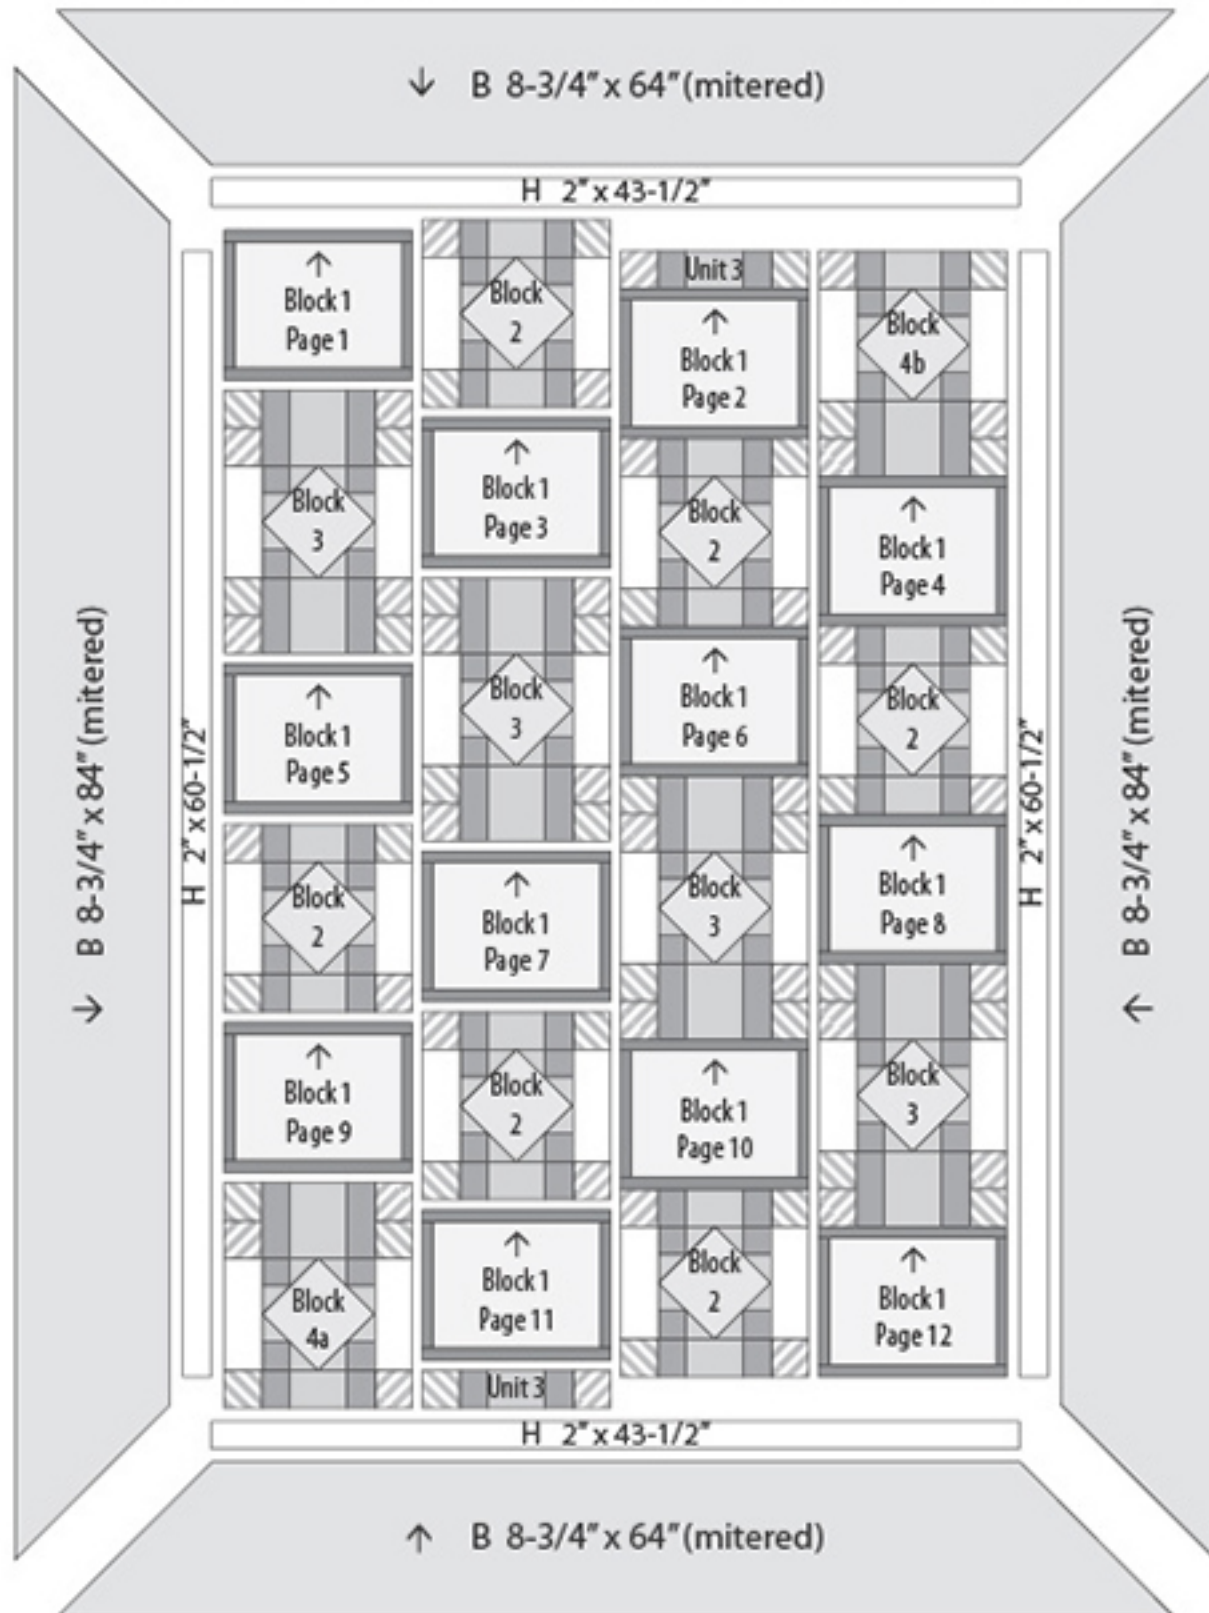 ↓ B 8-3/4" x 64" (mitered)
H 2" x 43-1/2"
↓ B 8-3/4" x 84" (mitered)
H 2" x 60-1/2"
↑
Block 1
Page 1
Block
3
↑
Block 1
Page 5
Block
2
↑
Block 1
Page 9
Block
4a
Block
2
↑
Block 1
Page 3
Block
3
↑
Block 1
Page 7
Block
2
↑
Block 1
Page 11
Unit 3
Unit 3
↑
Block 1
Page 2
Block
2
↑
Block 1
Page 6
Block
3
↑
Block 1
Page 10
Block
2
Block
4b
↑
Block 1
Page 4
Block
2
↑
Block 1
Page 8
Block
3
↑
Block 1
Page 12
H 2" x 60-1/2"
↑ B 8-3/4" x 84" (mitered)
H 2" x 43-1/2"
↑ B 8-3/4" x 64" (mitered)